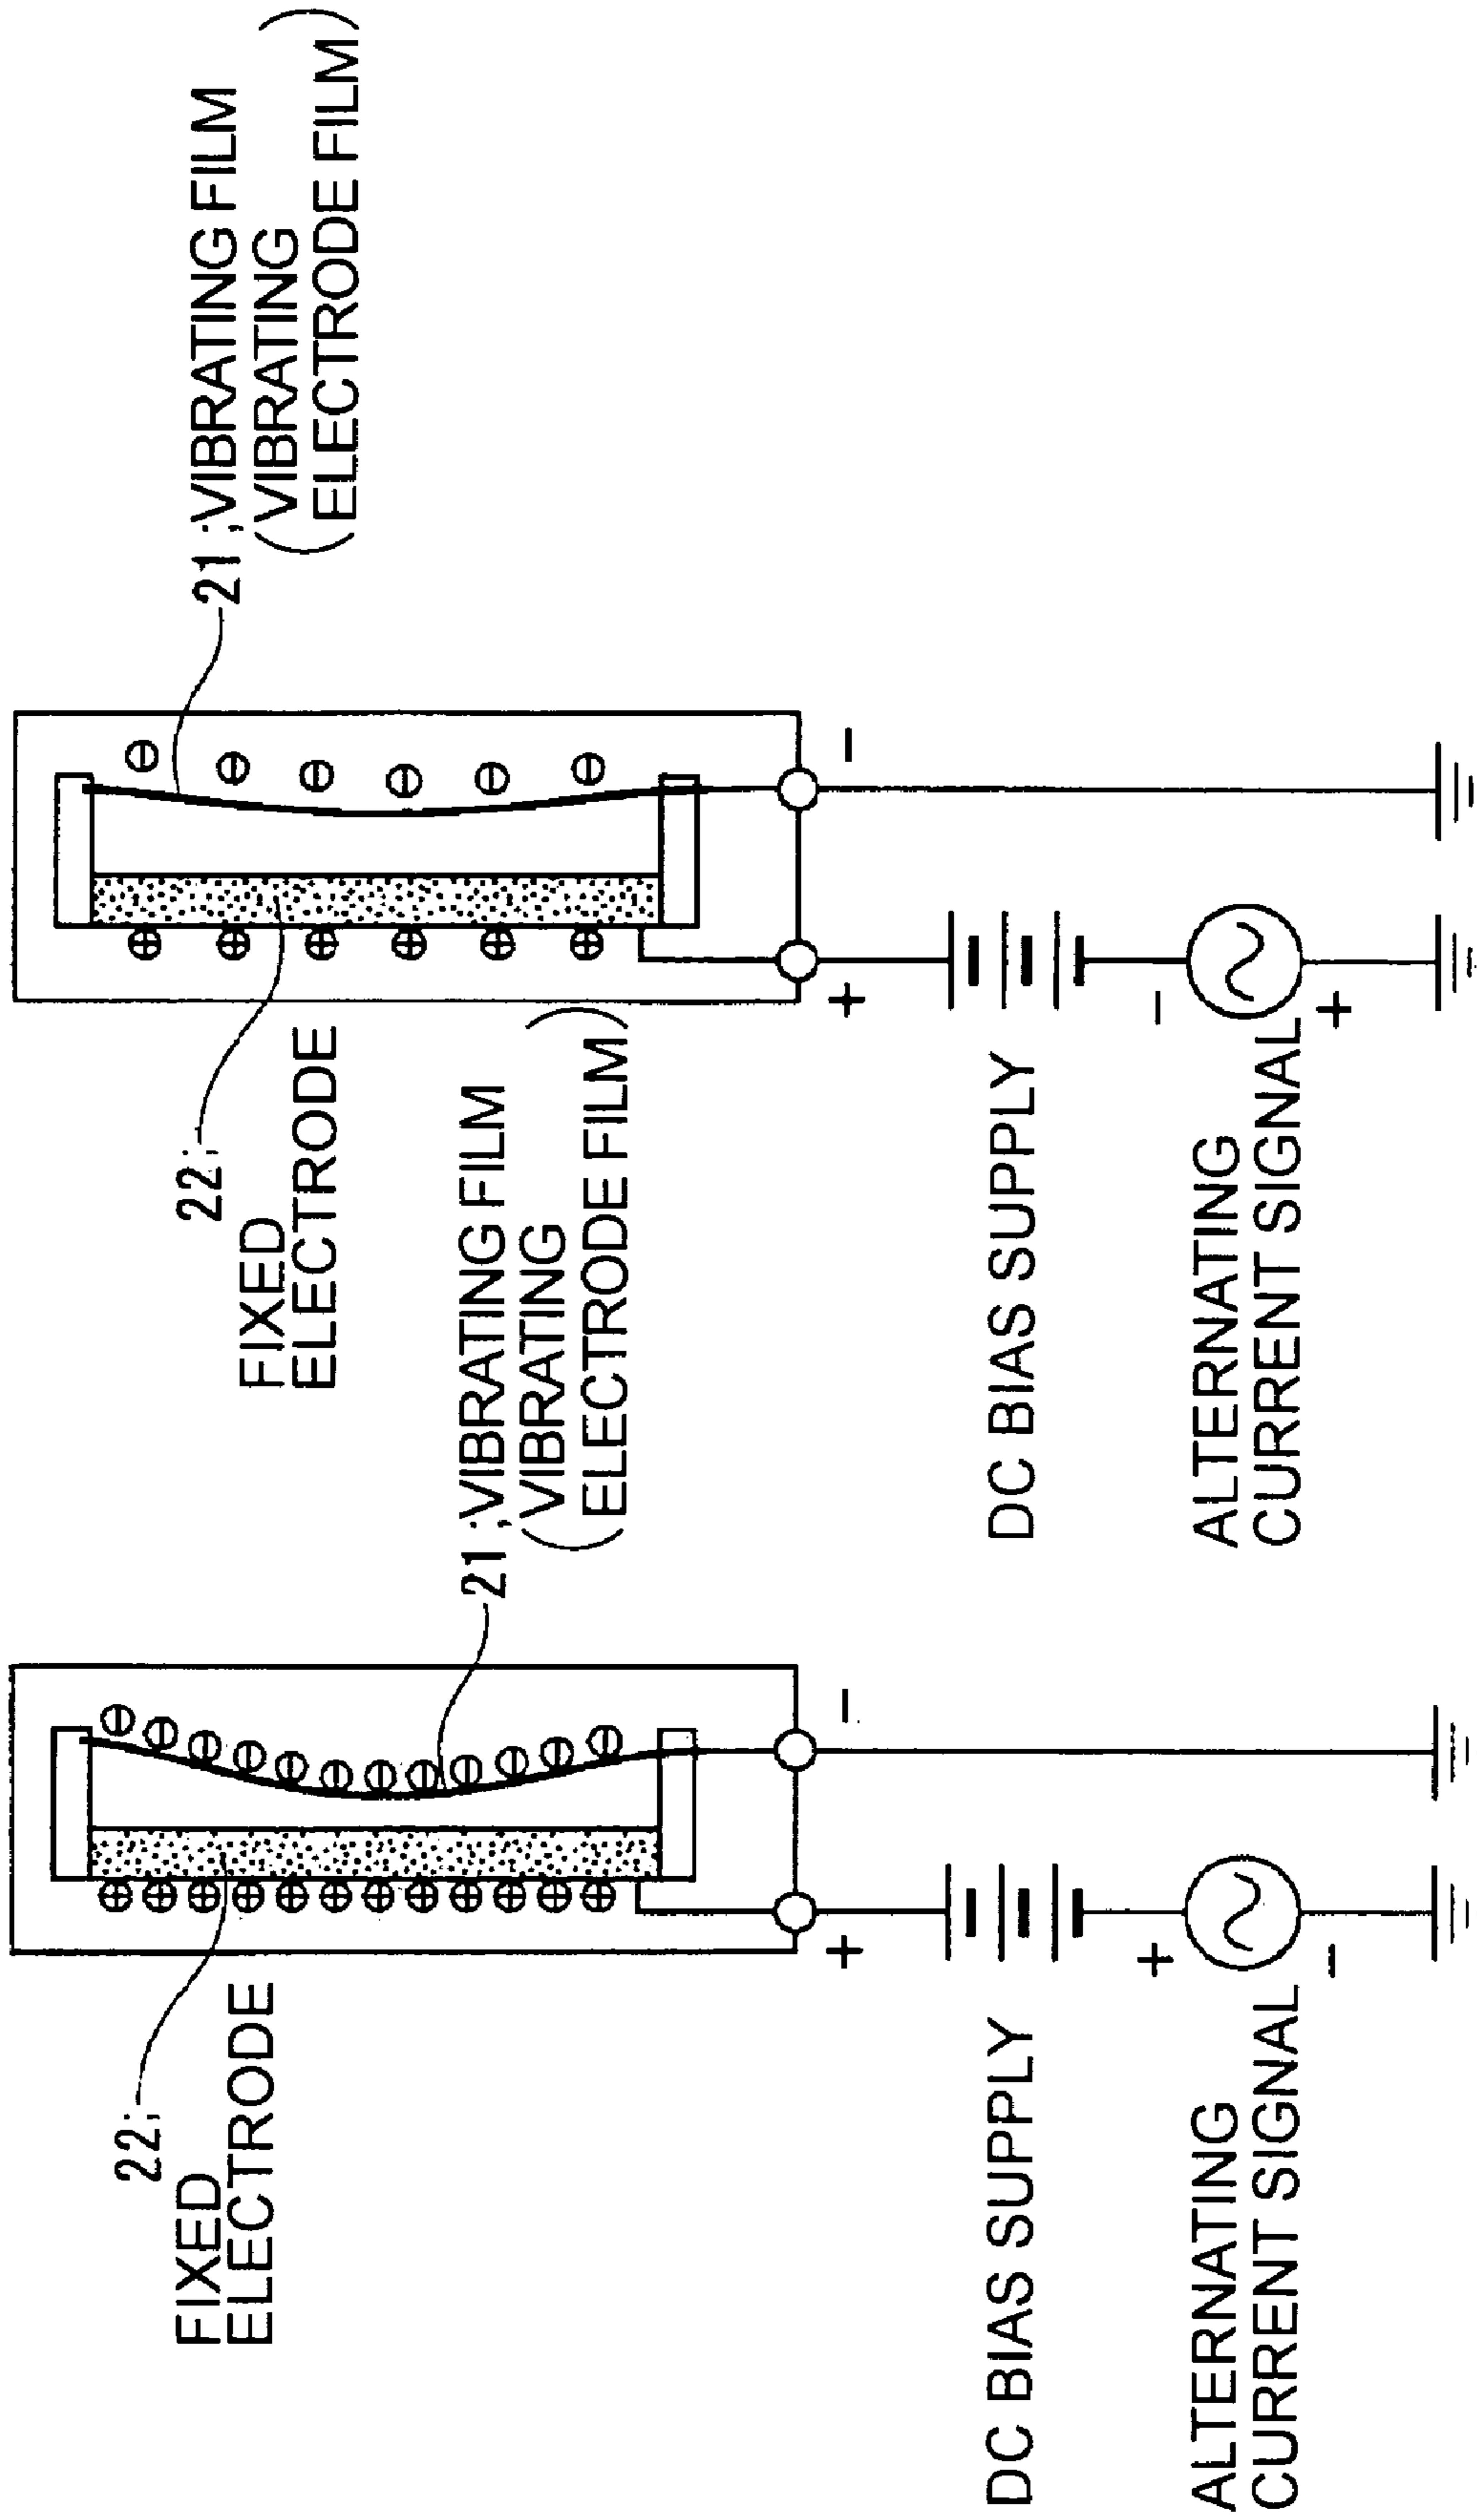 22:
FIXED
ELECTRODE
21 :VIBRATING FILM
(VIBRATING
ELECTRODE FILM)
+
-
DC BIAS SUPPLY
+
-
ALTERNATING
CURRENT SIGNAL
22:
FIXED
ELECTRODE
21 :VIBRATING FILM
(VIBRATING
ELECTRODE FILM)
+
-
DC BIAS SUPPLY
-
+
ALTERNATING
CURRENT SIGNAL